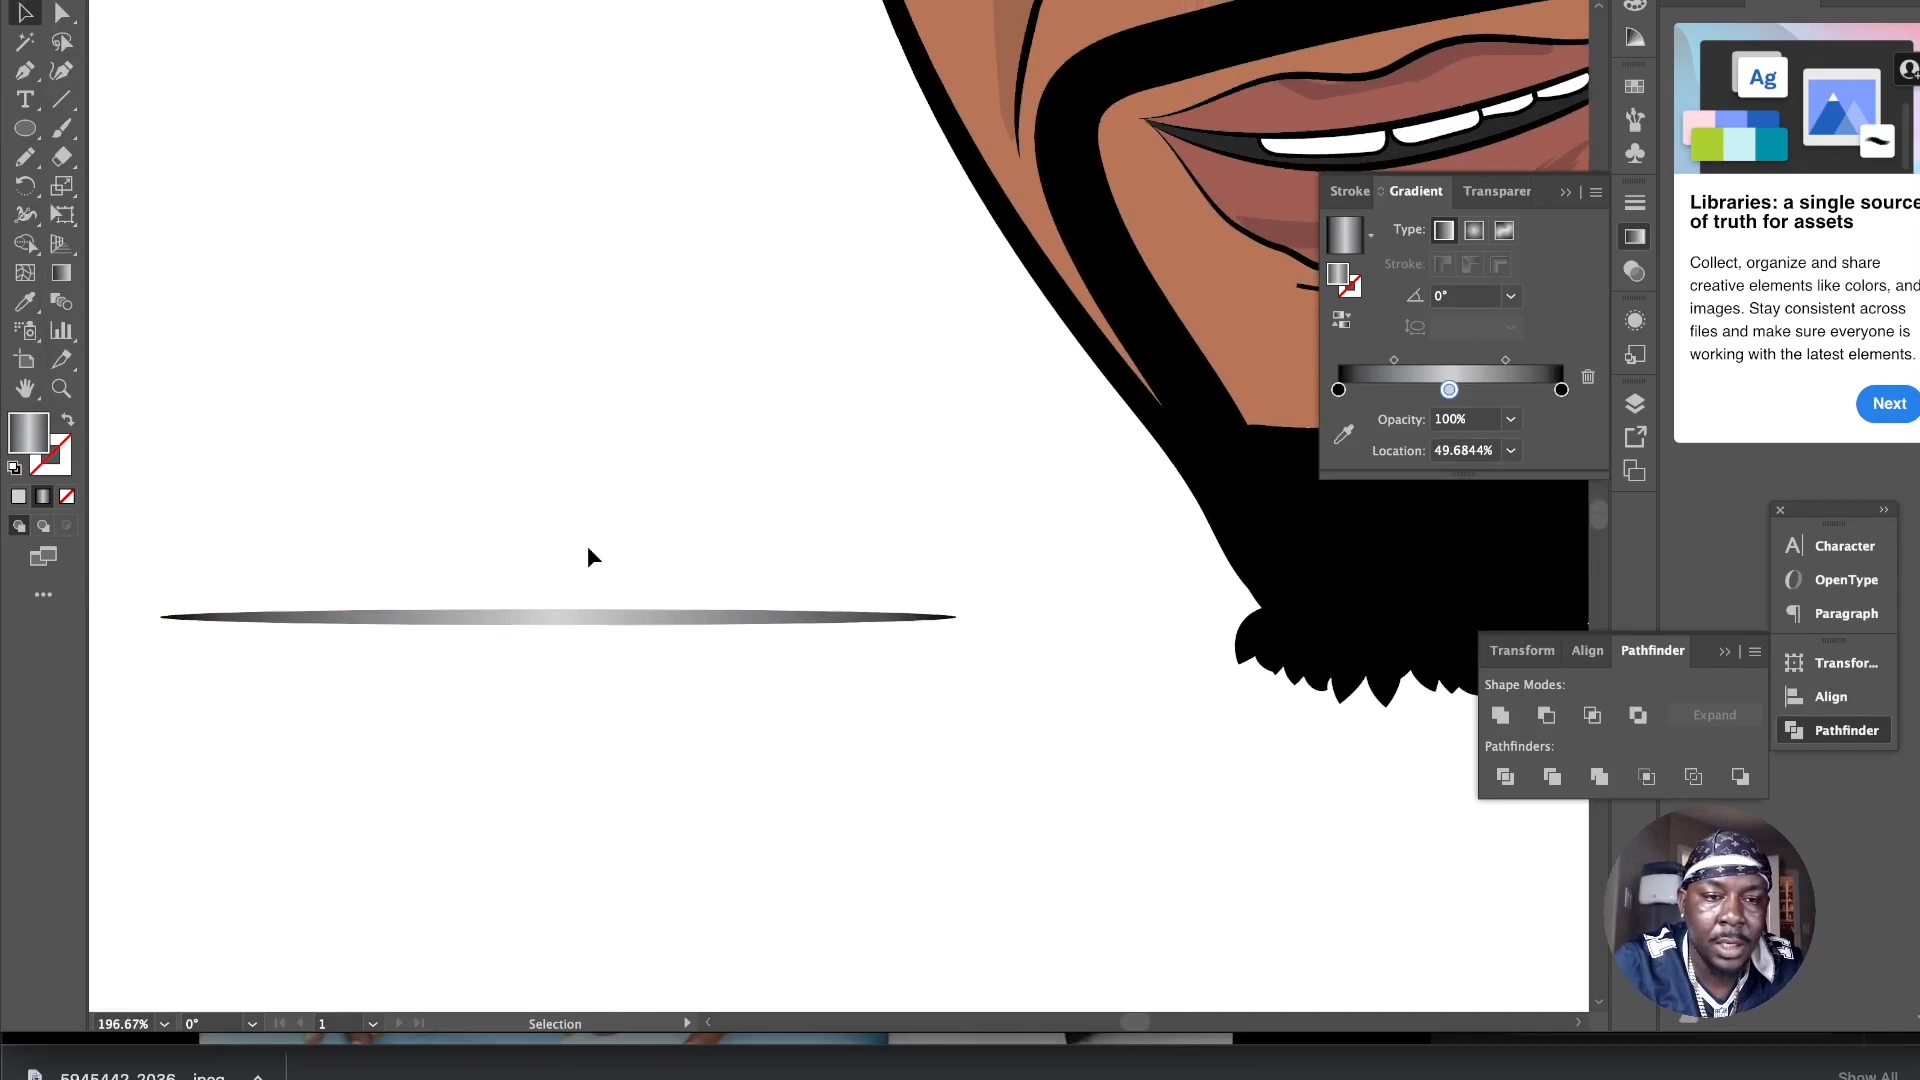 Ag
Stroke Gradient Transparer
Type:
Stroke:
0°
Opacity: 100%
Location: 49.6844%
Libraries: a single source
of truth for assets
Collect, organize and share
creative elements like colors, and
images. Stay consistent across
files and make sure everyone is
working with the latest elements.
Next
Character
OpenType
Paragraph
Transfor...
Align
Pathfinder
Transform Align Pathfinder
Shape Modes:
Expand
Pathfinders:
196.67% 0° 1 Selection
5945442_2036....jpeg
Show All